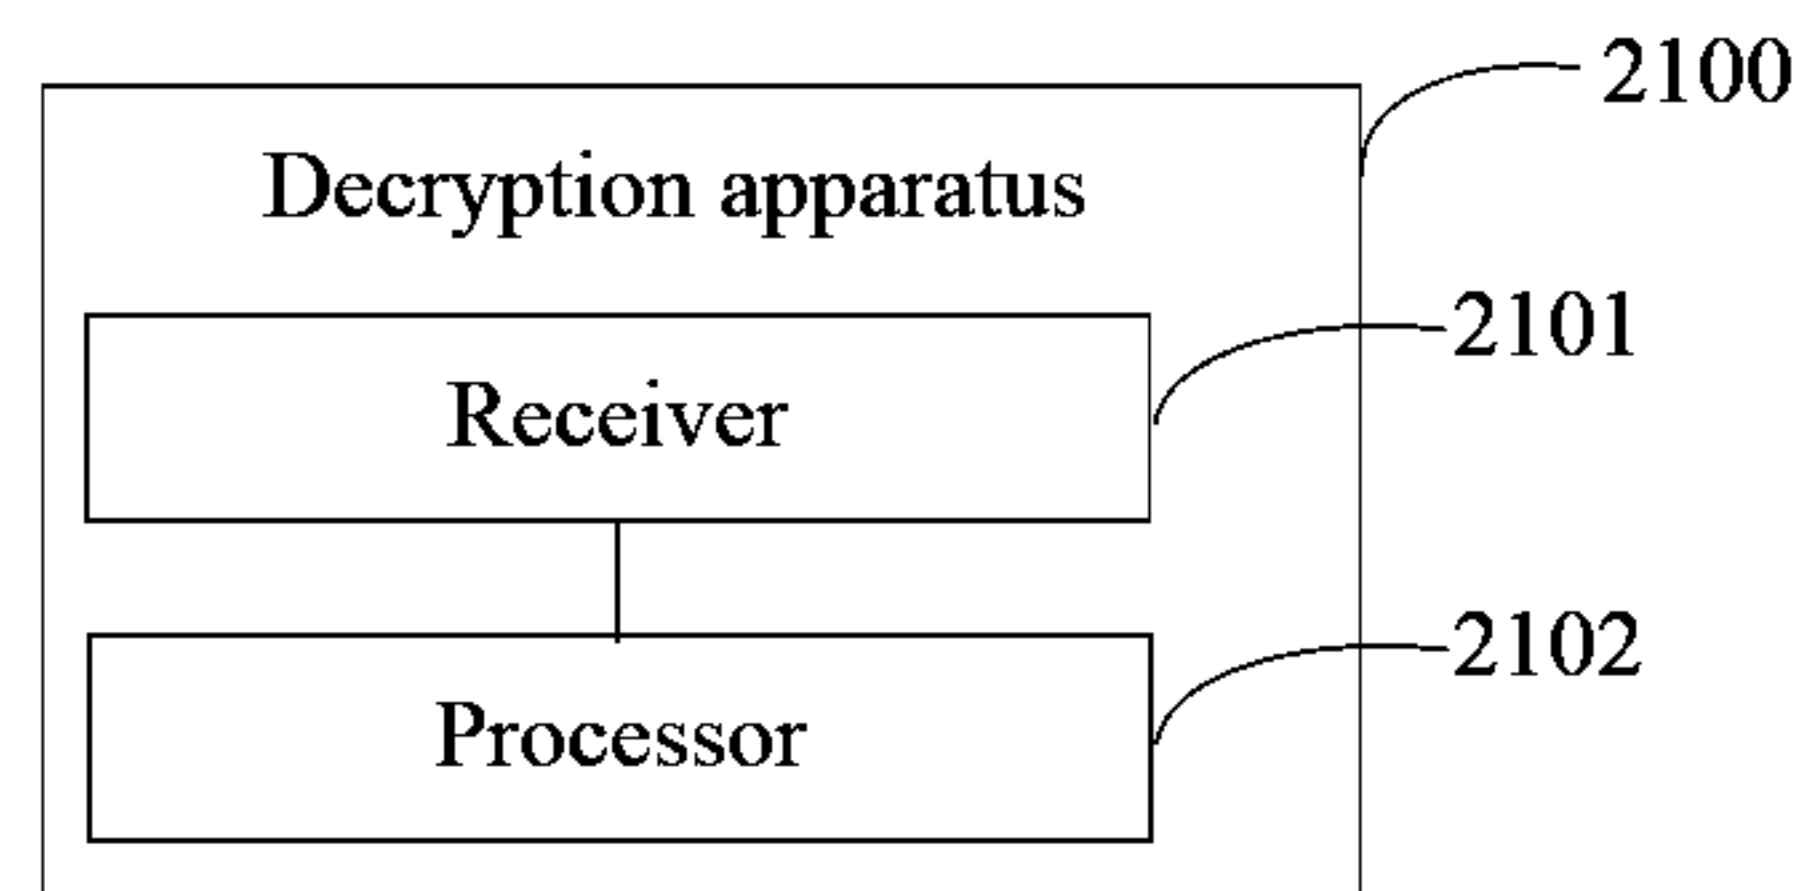 2100
Decryption apparatus
2101
Receiver
2102
Processor